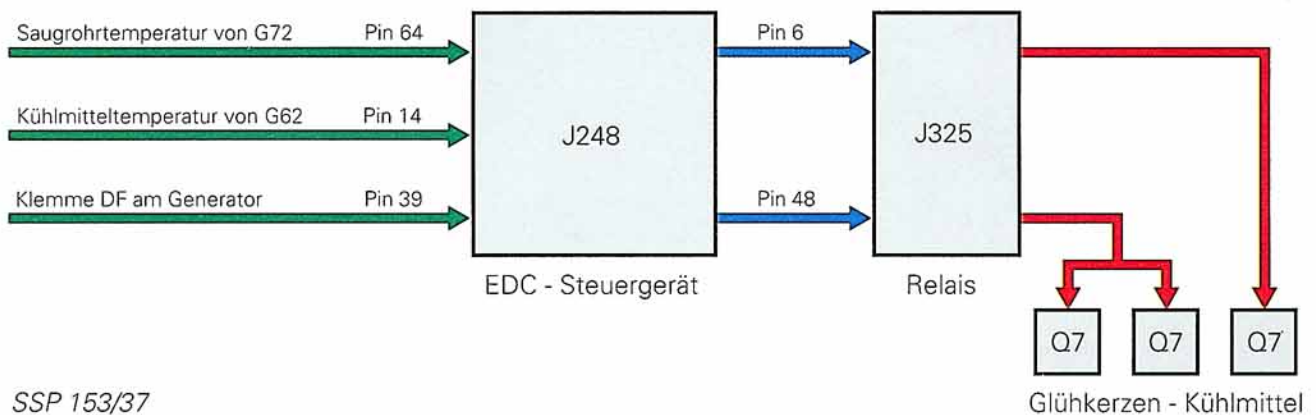 Saugrohrtemperatur von G72 Pin 64
Kühlmitteltemperatur von G62 Pin 14
Klemme DF am Generator Pin 39
J248
EDC - Steuergerät
Pin 6
Pin 48
J325
Relais
Q7 Q7 Q7
Glühkerzen - Kühlmittel
SSP 153/37